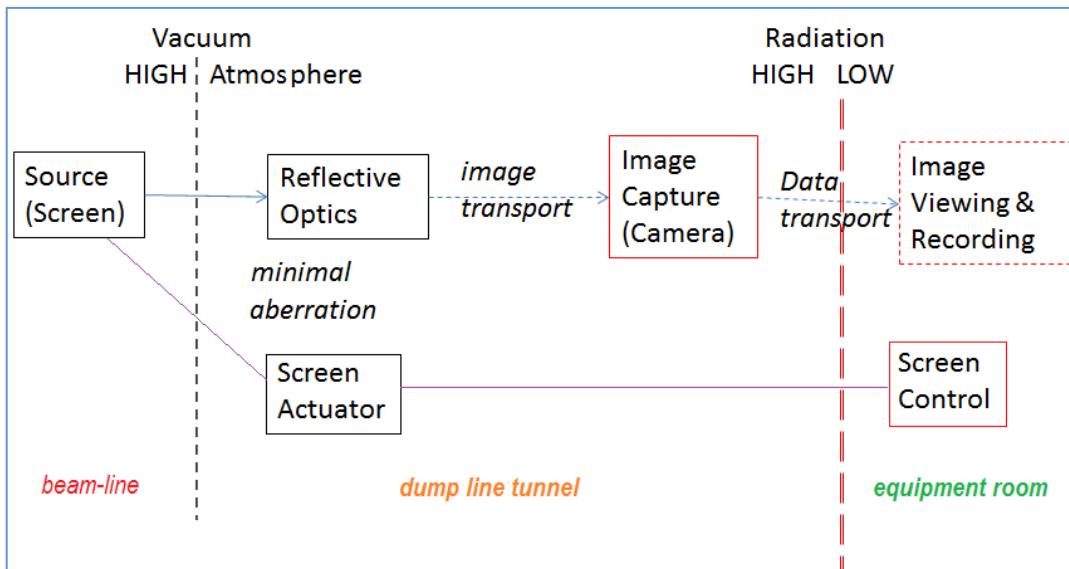 Vacuum
HIGH Atmosphere
Radiation
HIGH LOW
Source
(Screen)
Reflective
Optics
image
transport
Image
Capture
(Camera)
Data
transport
Image
Viewing &
Recording
minimal
aberration
Screen
Actuator
Screen
Control
beam-line
dump line tunnel
equipment room